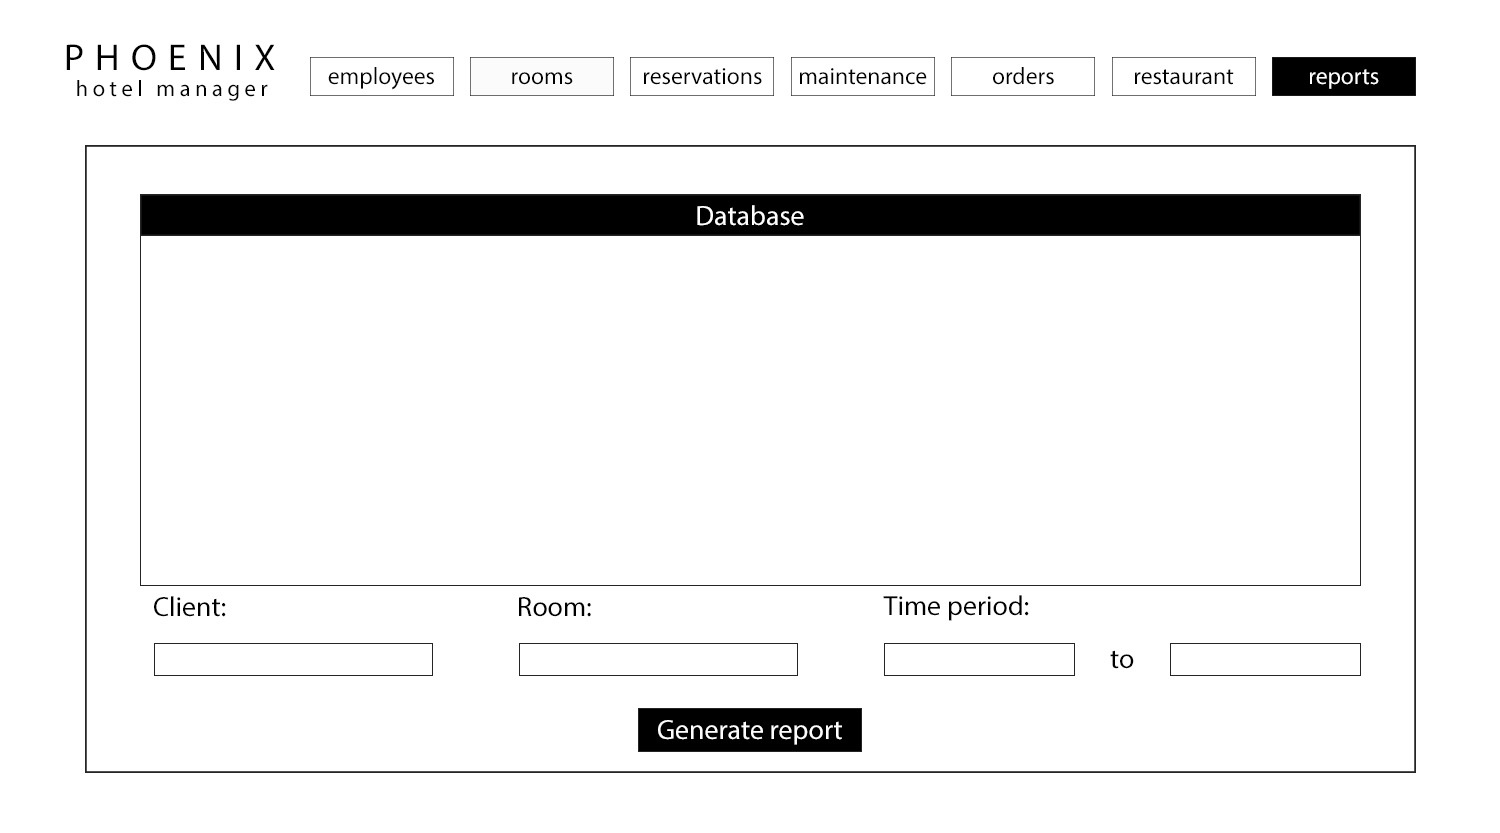 PHOENIX
hotel manager
employees
rooms
reservations
maintenance
orders
restaurant
reports
Database
Client:
Room:
Time period:
to
Generate report